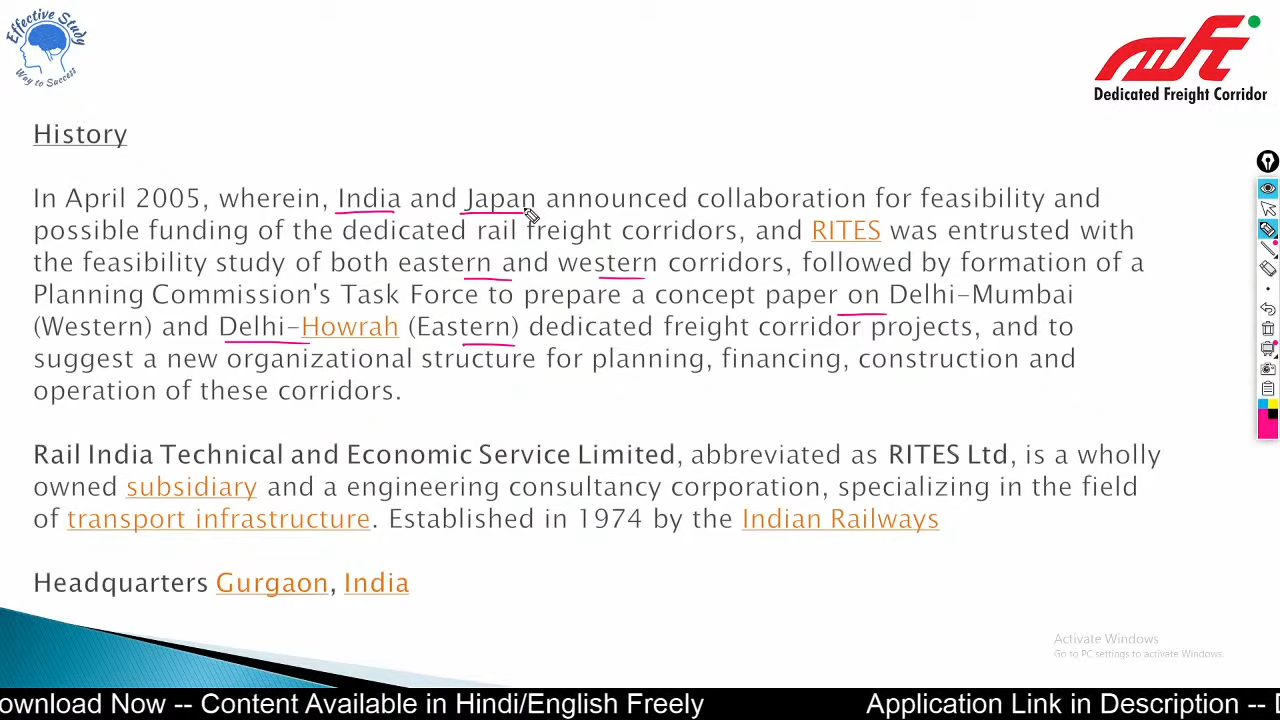 Effective Study
Way to Success
Dedicated Freight Corridor
History
In April 2005, wherein, India and Japan announced collaboration for feasibility and
possible funding of the dedicated rail freight corridors, and RITES was entrusted with
the feasibility study of both eastern and western corridors, followed by formation of a
Planning Commission's Task Force to prepare a concept paper on Delhi-Mumbai
(Western) and Delhi-Howrah (Eastern) dedicated freight corridor projects, and to
suggest a new organizational structure for planning, financing, construction and
operation of these corridors.
Rail India Technical and Economic Service Limited, abbreviated as RITES Ltd, is a wholly
owned subsidiary and a engineering consultancy corporation, specializing in the field
of transport infrastructure. Established in 1974 by the Indian Railways
Headquarters Gurgaon, India
Activate Windows
Go to PC settings to activate Windows.
ownload Now -- Content Available in Hindi/English Freely Application Link in Description --